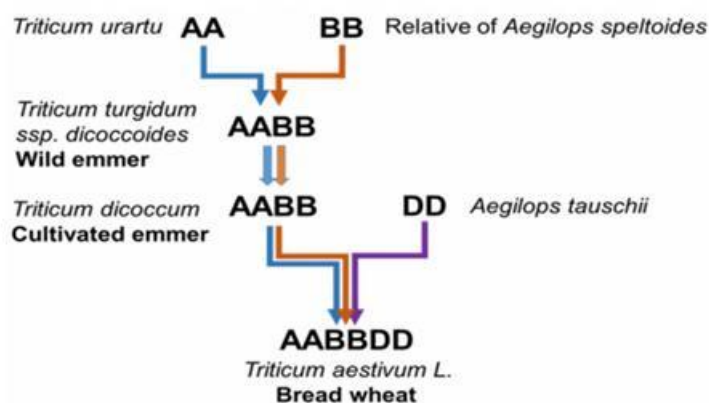 Triticum urartu AA BB Relative of Aegilops speltoides
Triticum turgidum
ssp. dicoccoides AABB
Wild emmer
Triticum dicoccum AABB DD Aegilops tauschii
Cultivated emmer
AABBDD
Triticum aestivum L.
Bread wheat